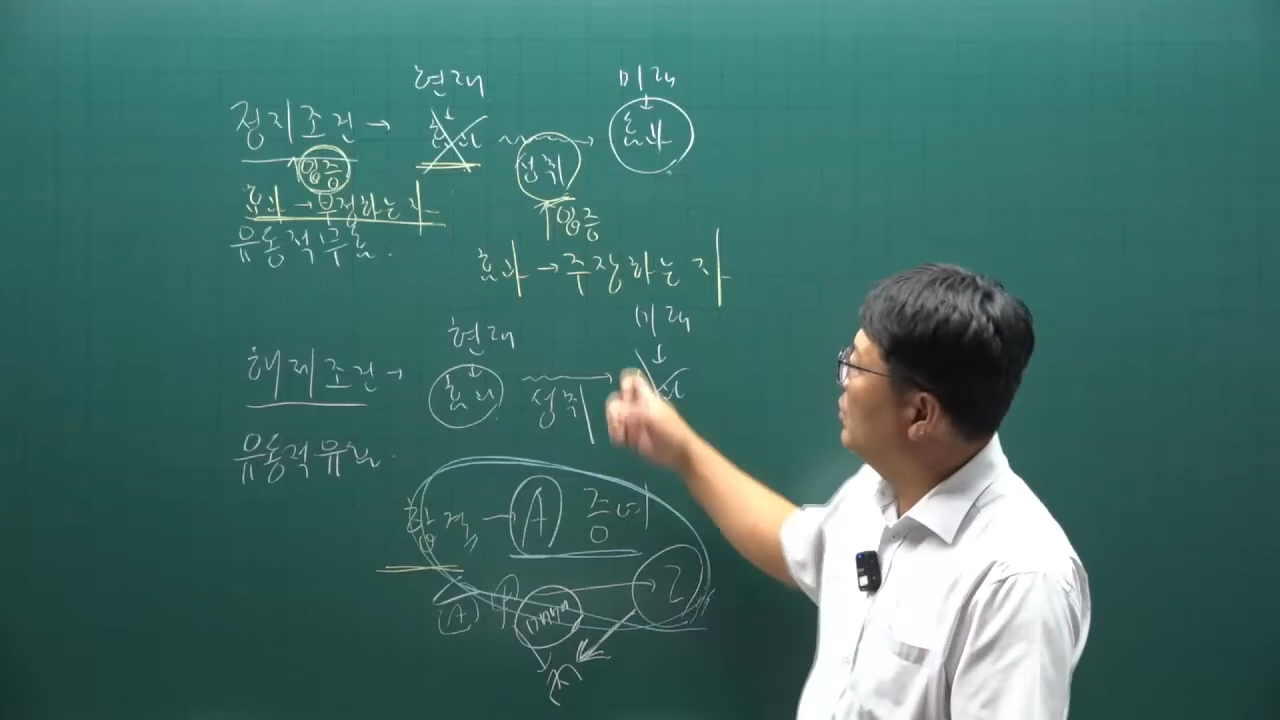 현재 미래
정지조건 → 효과 효과
입증 성취
효과 → 부정하는 자
입증
유동적 무효.
효과 → 주장하는 자
현재 미래
해제조건 → 효과
성취
유동적 유효.
합격 A 증여
A